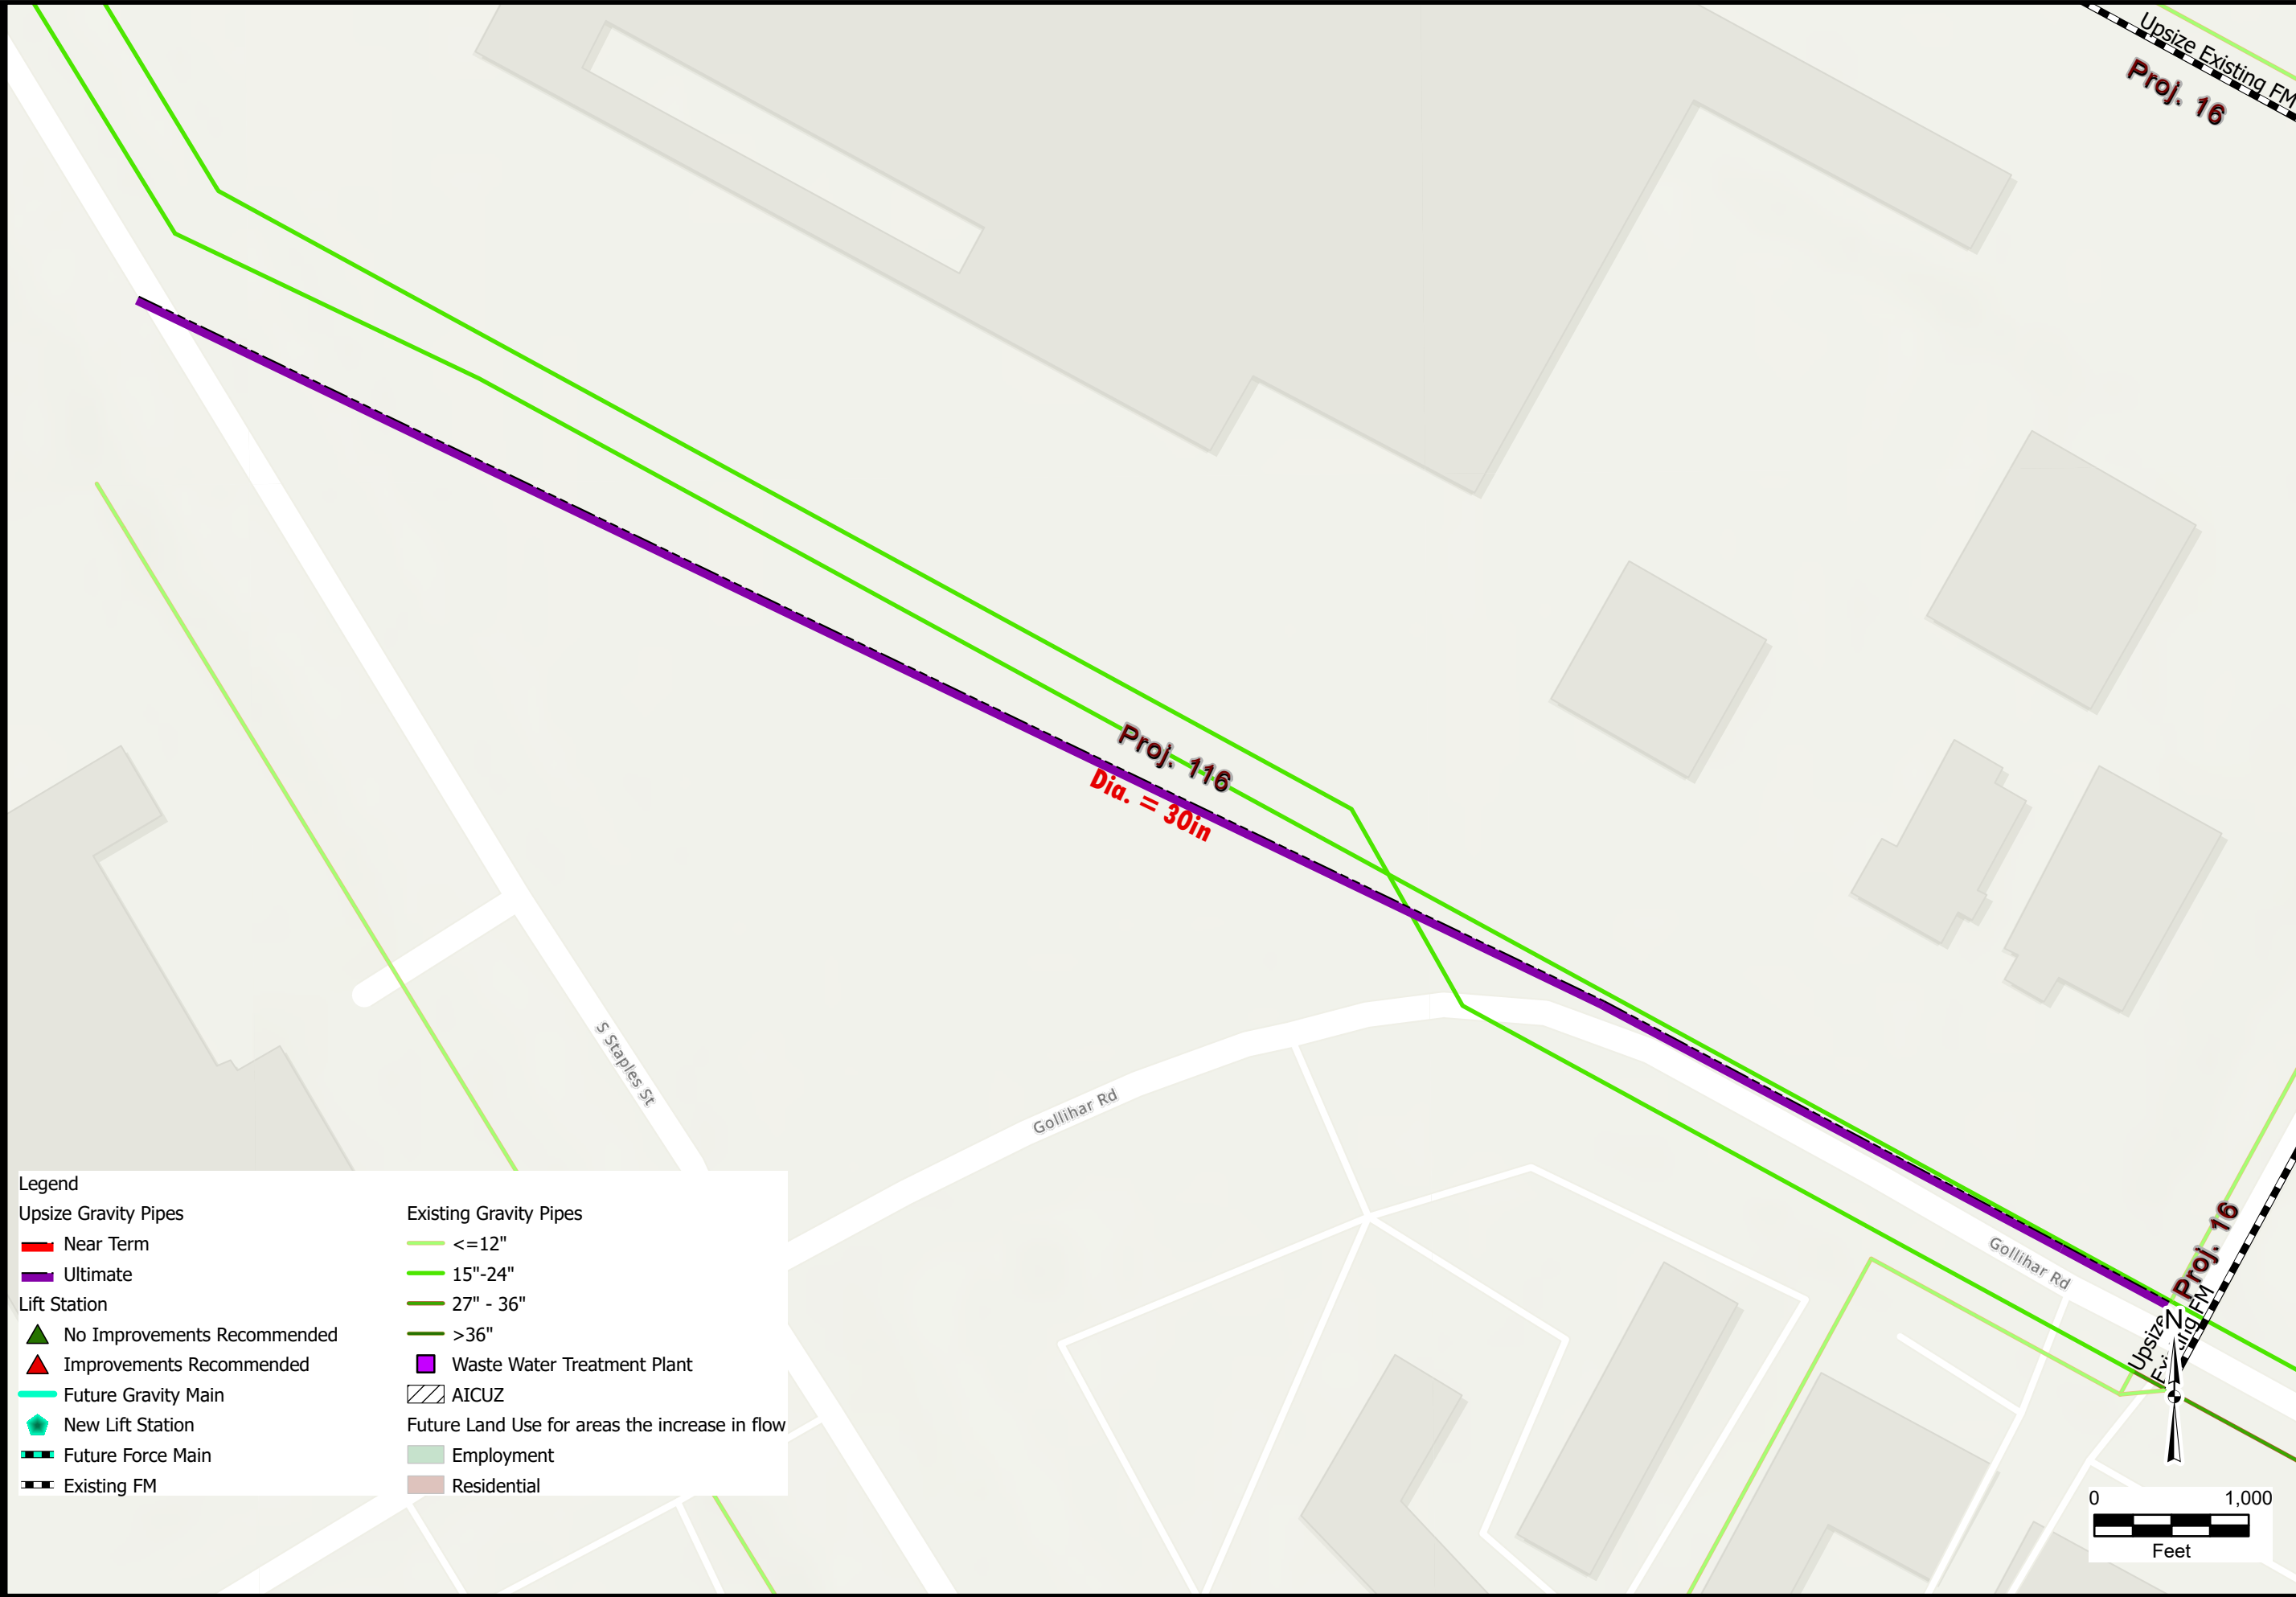 Upsize Existing FM
Proj. 16
Proj. 116
Dia. = 30in
S Staples St
Gollihar Rd
Gollihar Rd
Proj. 16
Upsize
Existing FM
N
Legend
Upsize Gravity Pipes
Near Term
Ultimate
Lift Station
No Improvements Recommended
Improvements Recommended
Future Gravity Main
New Lift Station
Future Force Main
Existing FM
Existing Gravity Pipes
<=12"
15"-24"
27" - 36"
>36"
Waste Water Treatment Plant
AICUZ
Future Land Use for areas the increase in flow
Employment
Residential
0 1,000
Feet